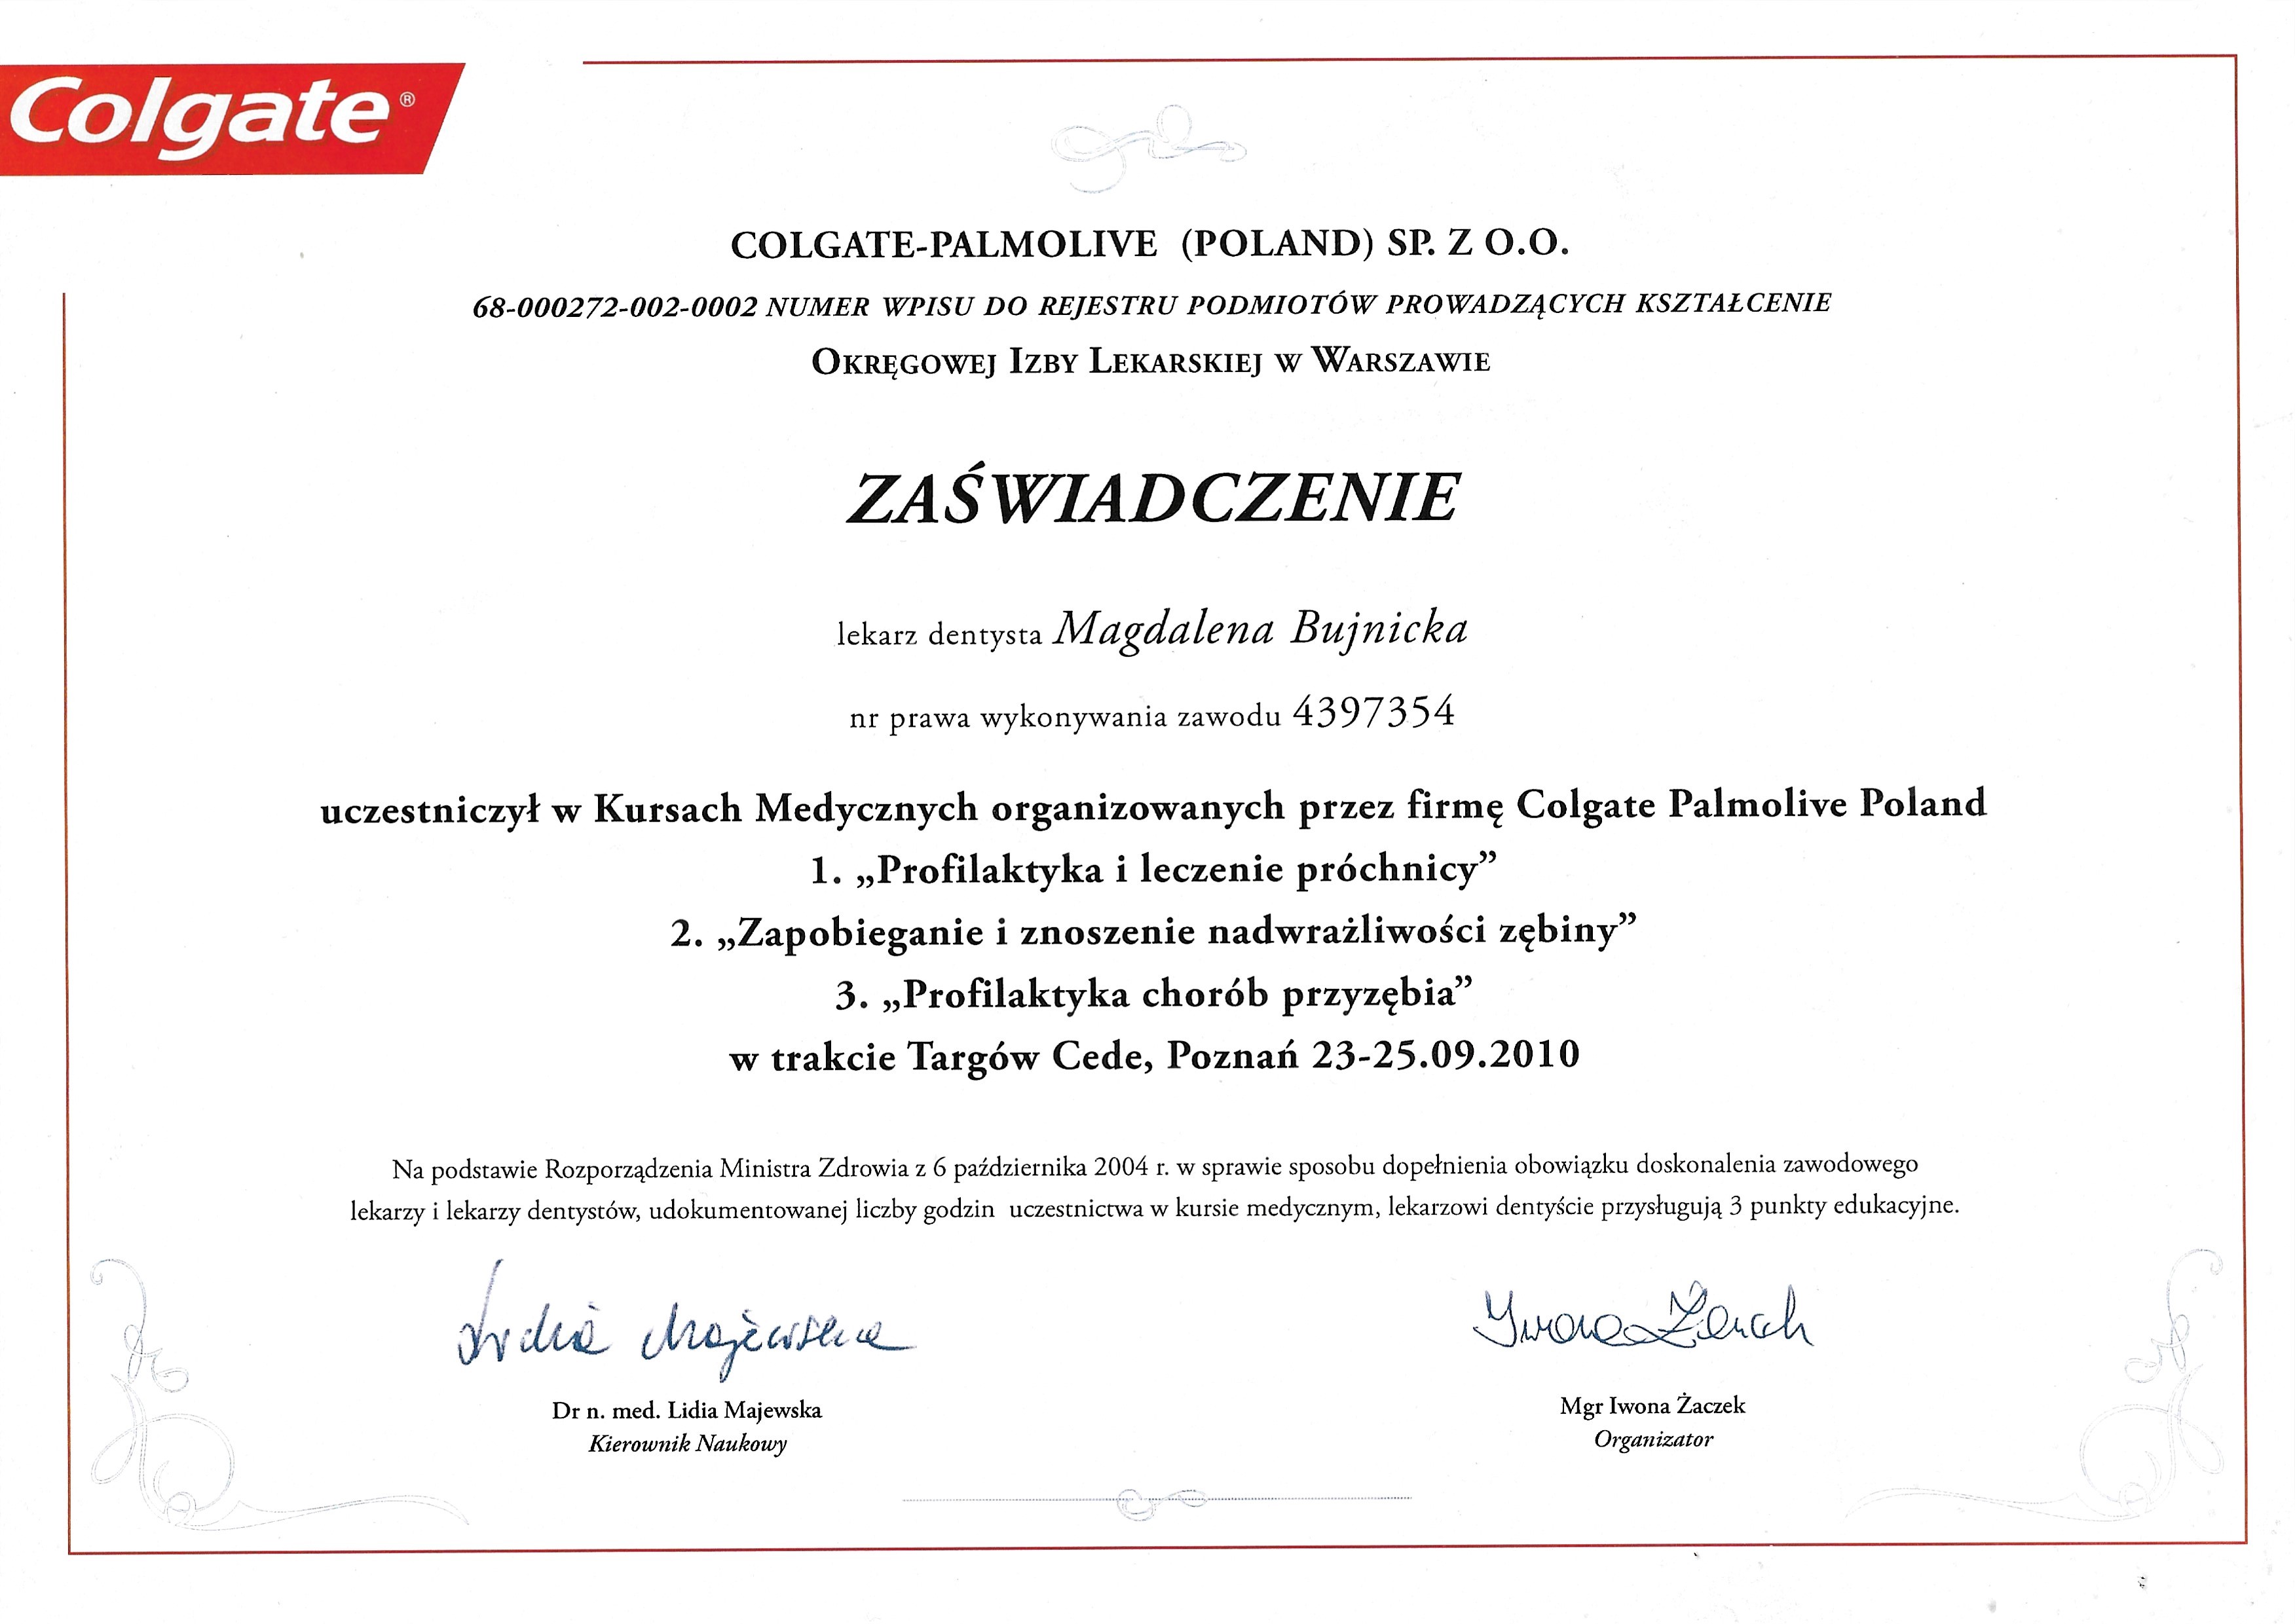 Colgate®
COLGATE-PALMOLIVE (POLAND) SP. Z O.O.
68-000272-002-0002 NUMER WPISU DO REJESTRU PODMIOTÓW PROWADZĄCYCH KSZTAŁCENIE
OKRĘGOWEJ IZBY LEKARSKIEJ W WARSZAWIE
ZAŚWIADCZENIE
lekarz dentysta Magdalena Bujnicka
nr prawa wykonywania zawodu 4397354
uczestniczył w Kursach Medycznych organizowanych przez firmę Colgate Palmolive Poland
1. „Profilaktyka i leczenie próchnicy”
2. „Zapobieganie i znoszenie nadwrażliwości zębiny”
3. „Profilaktyka chorób przyzębia”
w trakcie Targów Cede, Poznań 23-25.09.2010
Na podstawie Rozporządzenia Ministra Zdrowia z 6 października 2004 r. w sprawie sposobu dopełnienia obowiązku doskonalenia zawodowego
lekarzy i lekarzy dentystów, udokumentowanej liczby godzin uczestnictwa w kursie medycznym, lekarzowi dentyście przysługują 3 punkty edukacyjne.
Lidia Majewska
Dr n. med. Lidia Majewska
Kierownik Naukowy
Iwona Żaczek
Mgr Iwona Żaczek
Organizator